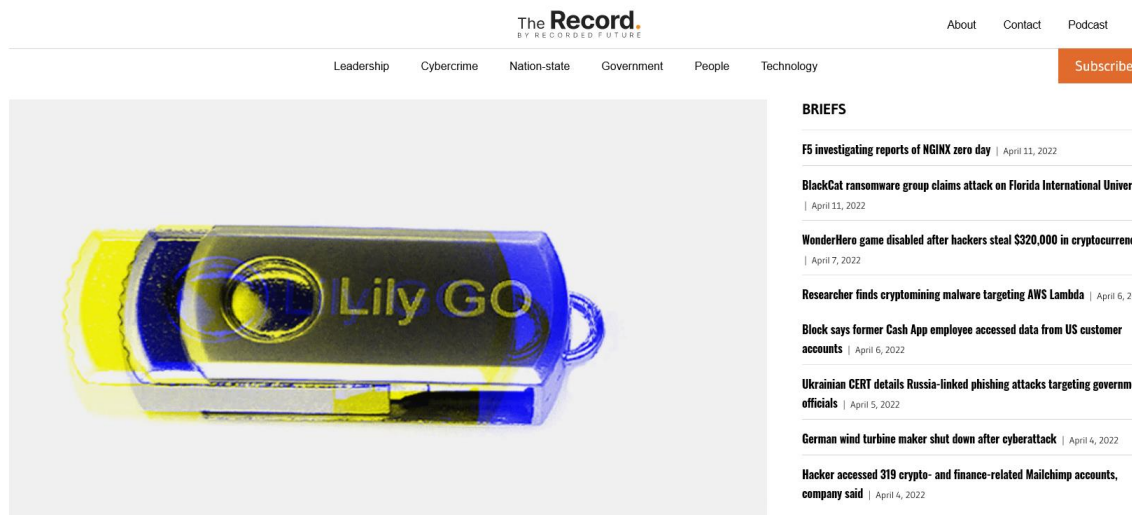 The Record.
BY RECORDED FUTURE
About Contact Podcast
Leadership Cybercrime Nation-state Government People Technology
Subscribe
Lily GO
BRIEFS
F5 investigating reports of NGINX zero day | April 11, 2022
BlackCat ransomware group claims attack on Florida International
| April 11, 2022
WonderHero game disabled after hackers steal $320,000 in
| April 7, 2022
Researcher finds cryptomining malware targeting AWS Lambda | April 6,
Block says former Cash App employee accessed data from US customer
accounts | April 6, 2022
Ukrainian CERT details Russia-linked phishing attacks targeting
officials | April 5, 2022
German wind turbine maker shut down after cyberattack | April 4, 2022
Hacker accessed 319 crypto- and finance-related Mailchimp accounts,
company said | April 4, 2022